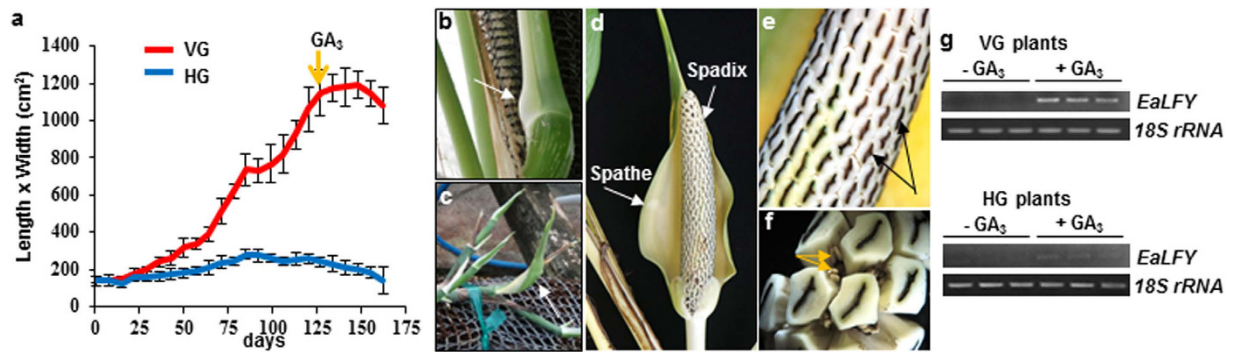 a
1400
1200
1000
800
600
400
200
0
Length x Width (cm²)
VG
HG
GA₃
0 25 50 75 100 125 150 175
days
b
c
d
Spadix
Spathe
e
f
g
VG plants
- GA₃ + GA₃
EaLFY
18S rRNA
HG plants
- GA₃ + GA₃
EaLFY
18S rRNA